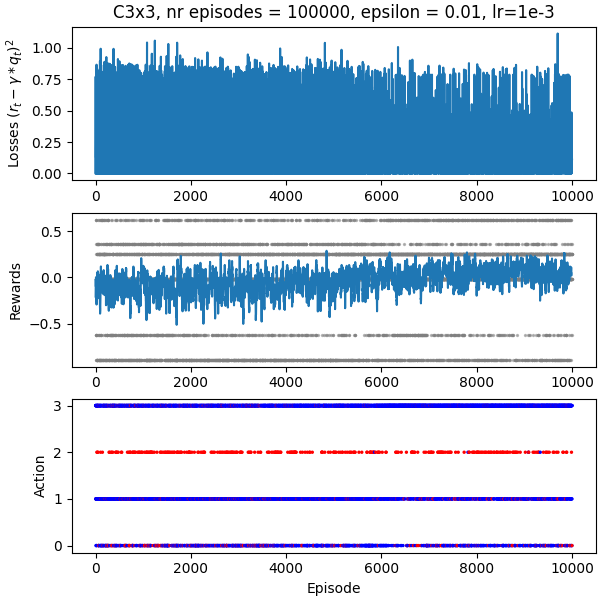 C3x3, nr episodes = 100000, epsilon = 0.01, lr=1e-3
Losses (r_t − γ * q_t)²
1.00
0.75
0.50
0.25
0.00
0 2000 4000 6000 8000 10000
Rewards
0.5
0.0
−0.5
0 2000 4000 6000 8000 10000
Action
3
2
1
0
0 2000 4000 6000 8000 10000
Episode